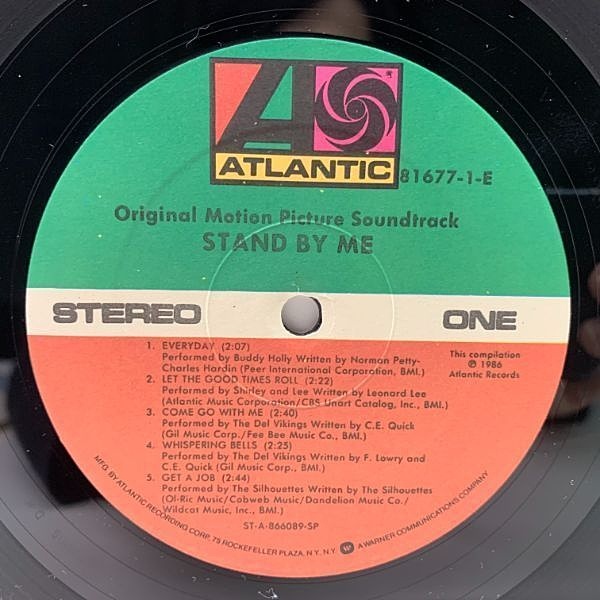 ATLANTIC
81677-1-E
Original Motion Picture Soundtrack
STAND BY ME
STEREO
ONE
1. EVERYDAY (2:07)
Performed by Buddy Holly Written by Norman Petty-
Charles Hardin (Peer International Corporation, BMI.)
2. LET THE GOOD TIMES ROLL (2:22)
Performed by Shirley and Lee Written by Leonard Lee
(Atlantic Music Corporation/CBS Unart Catalog, Inc., BMI.)
3. COME GO WITH ME (2:40)
Performed by The Del Vikings Written by C.E. Quick
(Gil Music Corp./Fee Bee Music Co., BMI.)
4. WHISPERING BELLS (2:25)
Performed by The Del Vikings Written by F. Lowry and
C.E. Quick (Gil Music Corp., BMI.)
5. GET A JOB (2:44)
Performed by The Silhouettes Written by The Silhouettes
(Ol-Ric Music/Cobweb Music/Dandelion Music Co./
Wildcat Music, Inc., BMI.)
This compilation
℗ 1986
Atlantic Records
ST-A-866089-SP
MFG. BY ATLANTIC RECORDING CORP. 75 ROCKEFELLER PLAZA, N.Y. N.Y. A WARNER COMMUNICATIONS COMPANY